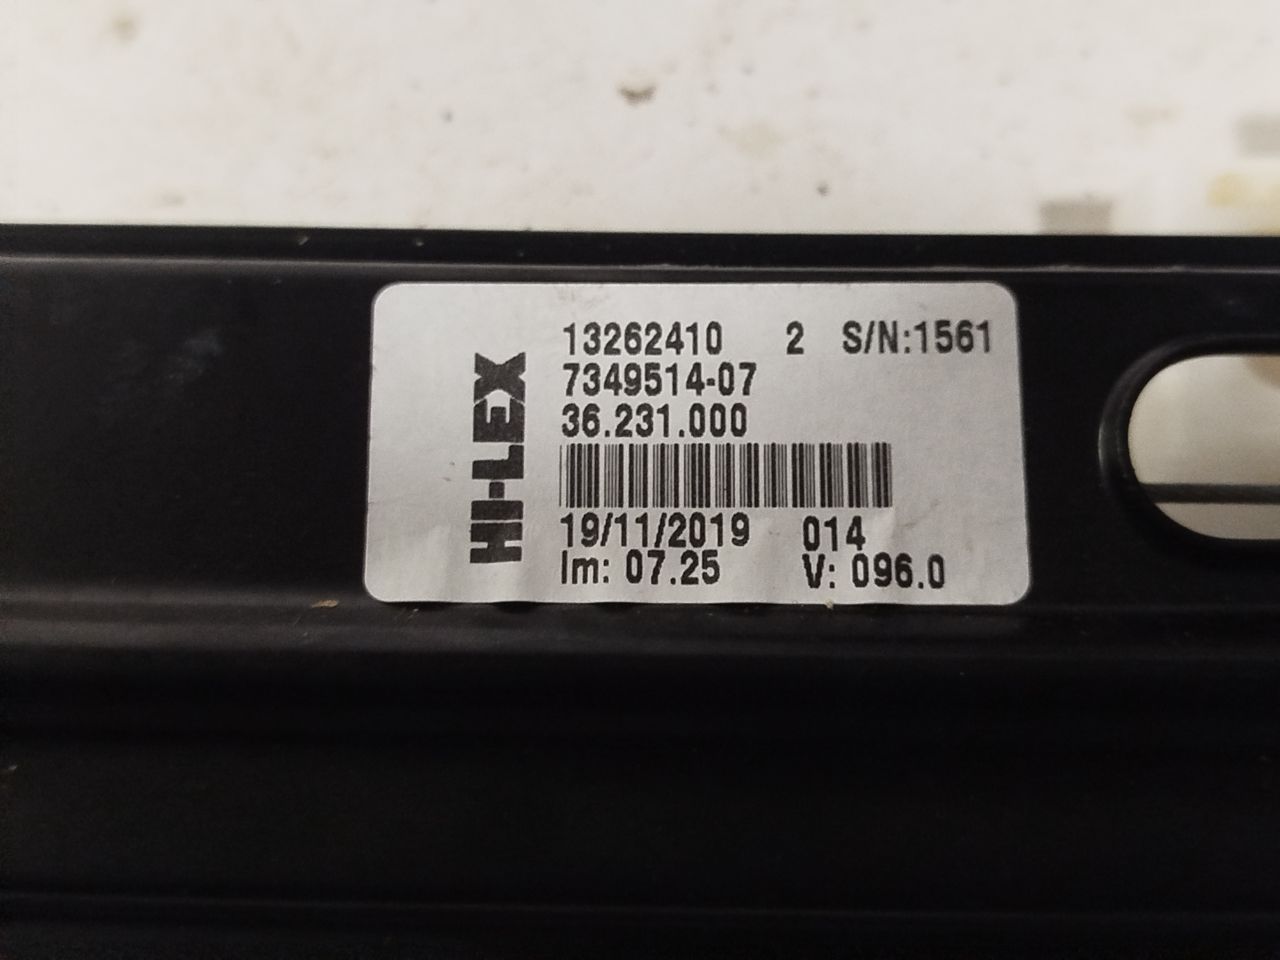 HI-LEX
13262410 2 S/N:1561
7349514-07
36.231.000
19/11/2019 014
Im: 07.25 V: 096.0